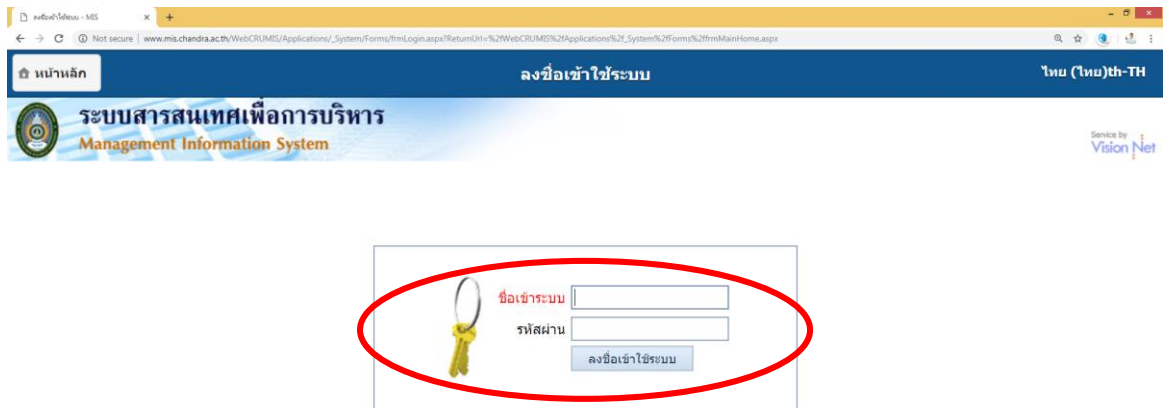 ลงชื่อเข้าใช้ระบบ - MIS
Not secure | www.mis.chandra.ac.th/WebCRUMIS/Applications/_System/Forms/frmLogin.aspx?ReturnUrl=%2fWebCRUMIS%2fApplications%2f_System%2fForms%2ffrmMainHome.aspx
หน้าหลัก
ลงชื่อเข้าใช้ระบบ
ไทย (ไทย)th-TH
ระบบสารสนเทศเพื่อการบริหาร
Management Information System
Service by
Vision Net
ชื่อเข้าระบบ
รหัสผ่าน
ลงชื่อเข้าใช้ระบบ